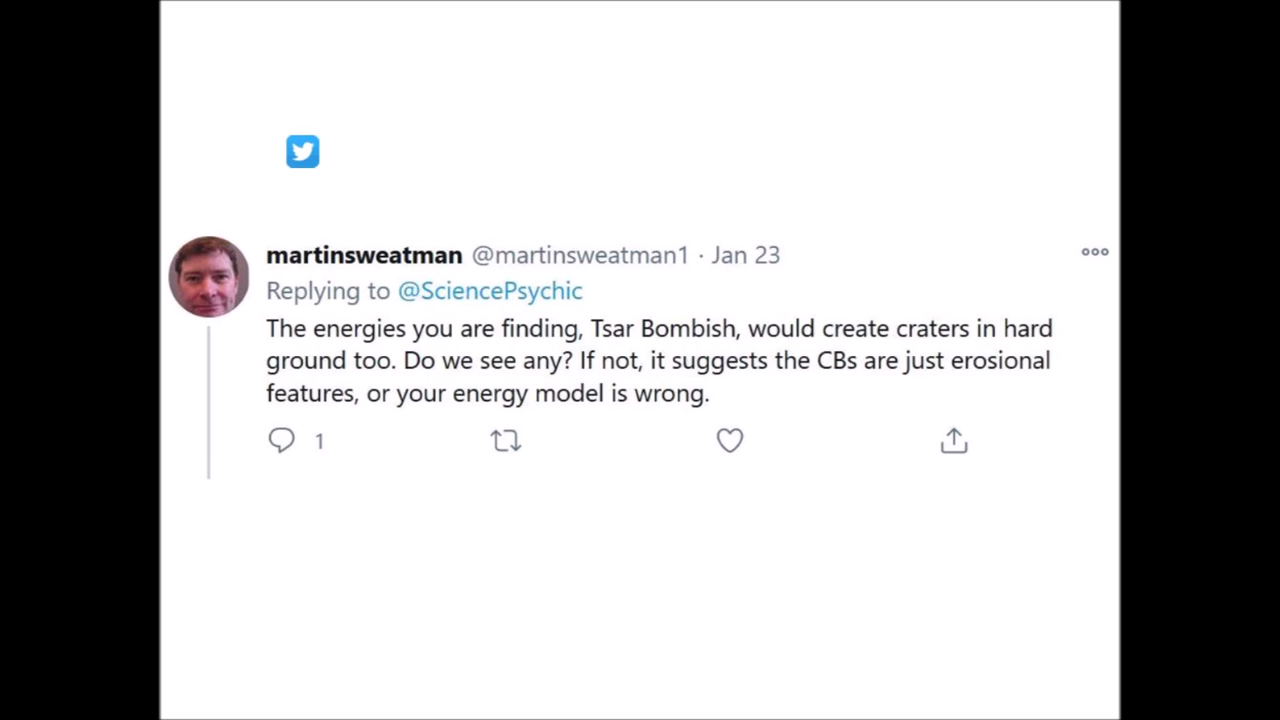 martinsweatman @martinsweatman1 · Jan 23
Replying to @SciencePsychic
The energies you are finding, Tsar Bombish, would create craters in hard
ground too. Do we see any? If not, it suggests the CBs are just erosional
features, or your energy model is wrong.
1